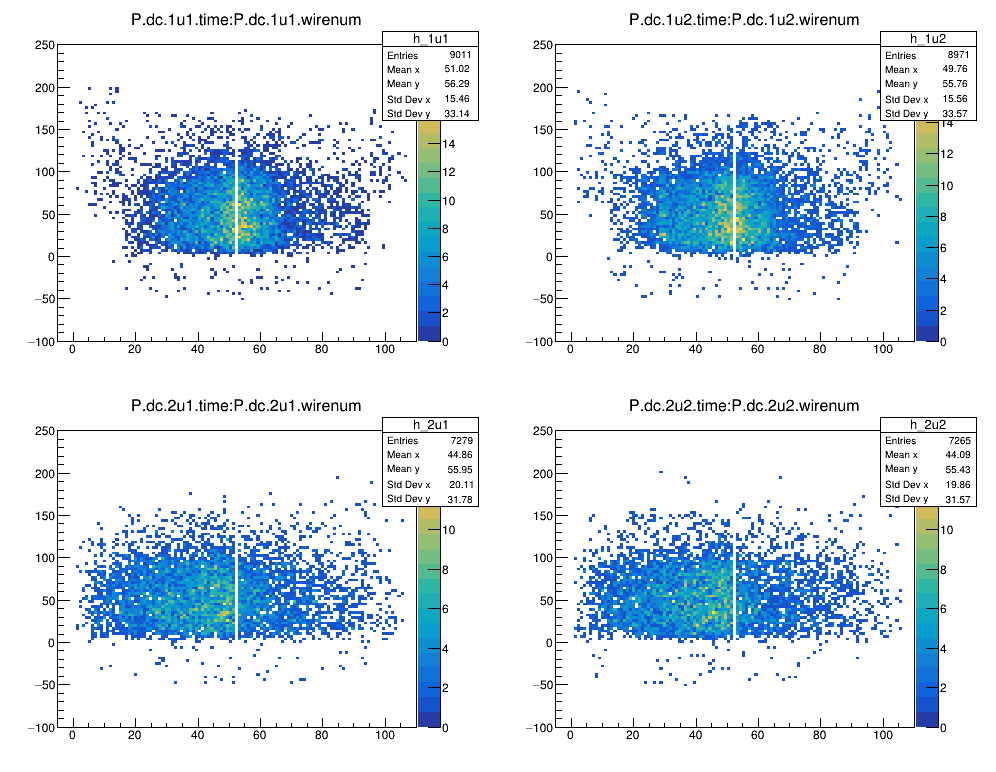 P.dc.1u1.time:P.dc.1u1.wirenum
h_1u1
Entries 9011
Mean x 51.02
Mean y 56.29
Std Dev x 15.46
Std Dev y 33.14
250
200
150
100
50
0
−50
−100
0 20 40 60 80 100
14
12
10
8
6
4
2
0
P.dc.1u2.time:P.dc.1u2.wirenum
h_1u2
Entries 8971
Mean x 49.76
Mean y 55.76
Std Dev x 15.56
Std Dev y 33.57
250
200
150
100
50
0
−50
−100
0 20 40 60 80 100
14
12
10
8
6
4
2
0
P.dc.2u1.time:P.dc.2u1.wirenum
h_2u1
Entries 7279
Mean x 44.86
Mean y 55.95
Std Dev x 20.11
Std Dev y 31.78
250
200
150
100
50
0
−50
−100
0 20 40 60 80 100
10
8
6
4
2
0
P.dc.2u2.time:P.dc.2u2.wirenum
h_2u2
Entries 7265
Mean x 44.09
Mean y 55.43
Std Dev x 19.86
Std Dev y 31.57
250
200
150
100
50
0
−50
−100
0 20 40 60 80 100
10
8
6
4
2
0